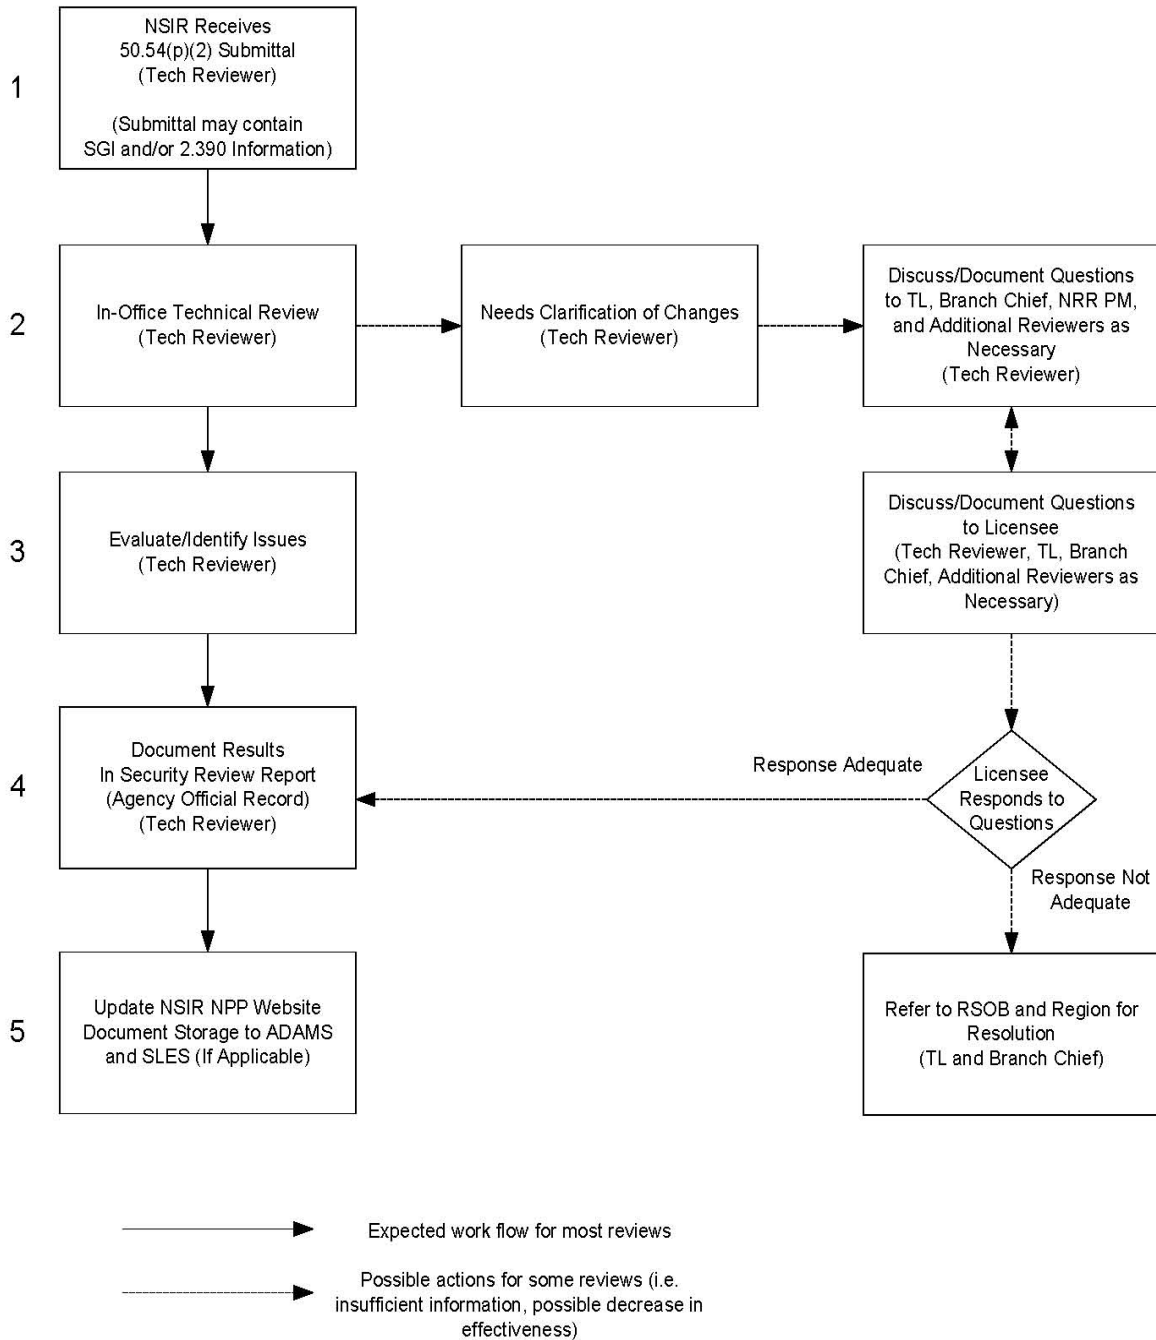 1
NSIR Receives
50.54(p)(2) Submittal
(Tech Reviewer)
(Submittal may contain
SGI and/or 2.390 Information)
2
In-Office Technical Review
(Tech Reviewer)
Needs Clarification of Changes
(Tech Reviewer)
Discuss/Document Questions
to TL, Branch Chief, NRR PM,
and Additional Reviewers as
Necessary
(Tech Reviewer)
3
Evaluate/Identify Issues
(Tech Reviewer)
Discuss/Document Questions
to Licensee
(Tech Reviewer, TL, Branch
Chief, Additional Reviewers as
Necessary)
4
Document Results
In Security Review Report
(Agency Official Record)
(Tech Reviewer)
Response Adequate
Licensee
Responds to
Questions
Response Not
Adequate
5
Update NSIR NPP Website
Document Storage to ADAMS
and SLES (If Applicable)
Refer to RSOB and Region for
Resolution
(TL and Branch Chief)
Expected work flow for most reviews
Possible actions for some reviews (i.e.
insufficient information, possible decrease in
effectiveness)